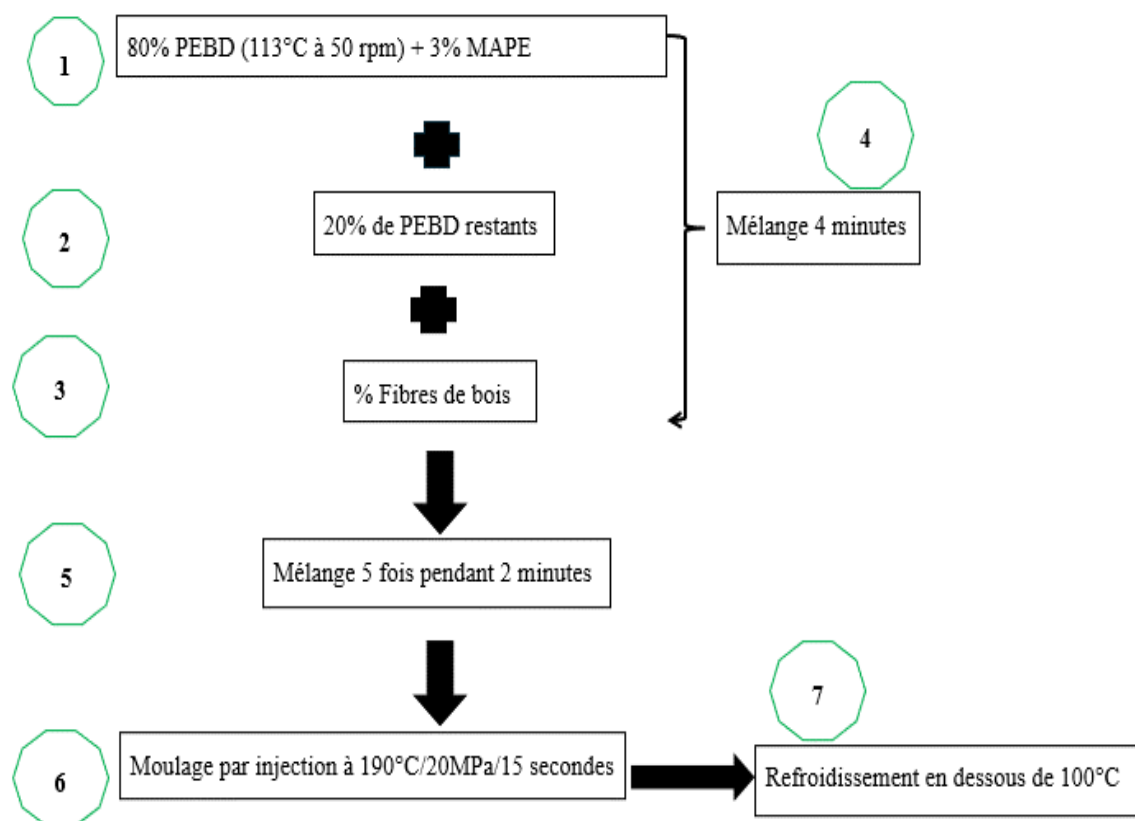 1
80% PEBD (113°C à 50 rpm) + 3% MAPE
2
20% de PEBD restants
3
% Fibres de bois
4
Mélange 4 minutes
5
Mélange 5 fois pendant 2 minutes
6
Moulage par injection à 190°C/20MPa/15 secondes
7
Refroidissement en dessous de 100°C